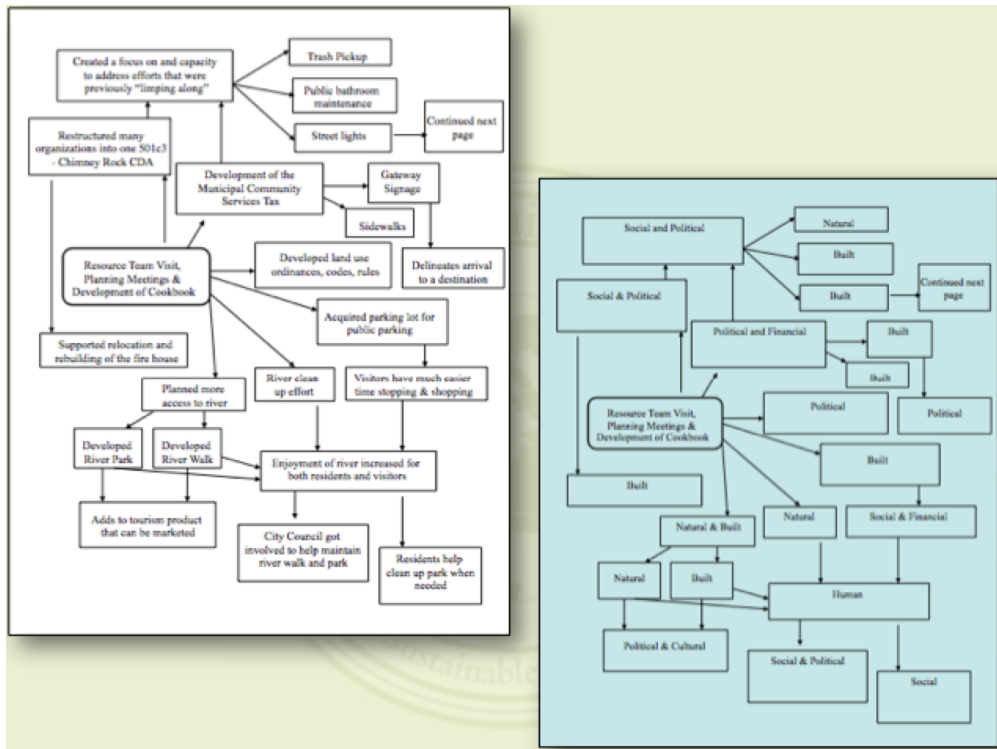 Created a focus on and capacity
to address efforts that were
previously “limping along”
Trash Pickup
Public bathroom
maintenance
Street lights
Continued next
page
Restructured many
organizations into one 501c3
- Chimney Rock CDA
Development of the
Municipal Community
Services Tax
Gateway
Signage
Sidewalks
Resource Team Visit,
Planning Meetings &
Development of Cookbook
Developed land use
ordinances, codes, rules
Delineates arrival
to a destination
Acquired parking lot for
public parking
Supported relocation and
rebuilding of the fire house
Planned more
access to river
River clean
up effort
Visitors have much easier
time stopping & shopping
Developed
River Park
Developed
River Walk
Enjoyment of river increased for
both residents and visitors
Adds to tourism product
that can be marketed
City Council got
involved to help maintain
river walk and park
Residents help
clean up park when
needed
Social and Political
Natural
Built
Built
Continued next
page
Social & Political
Political and Financial
Built
Built
Resource Team Visit,
Planning Meetings &
Development of Cookbook
Political
Political
Built
Built
Natural & Built
Natural
Social & Financial
Natural
Built
Human
Political & Cultural
Social & Political
Social
sustainable